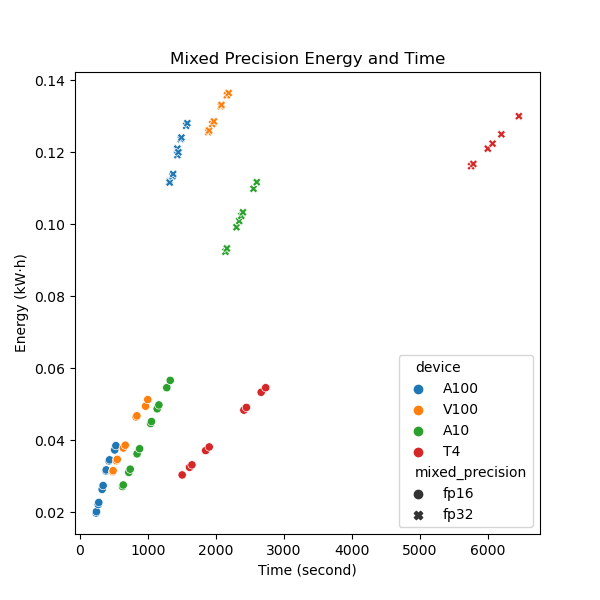 Mixed Precision Energy and Time
0.14
0.12
0.10
0.08
0.06
0.04
0.02
Energy (kW·h)
0
1000
2000
3000
4000
5000
6000
Time (second)
device
A100
V100
A10
T4
mixed_precision
fp16
fp32